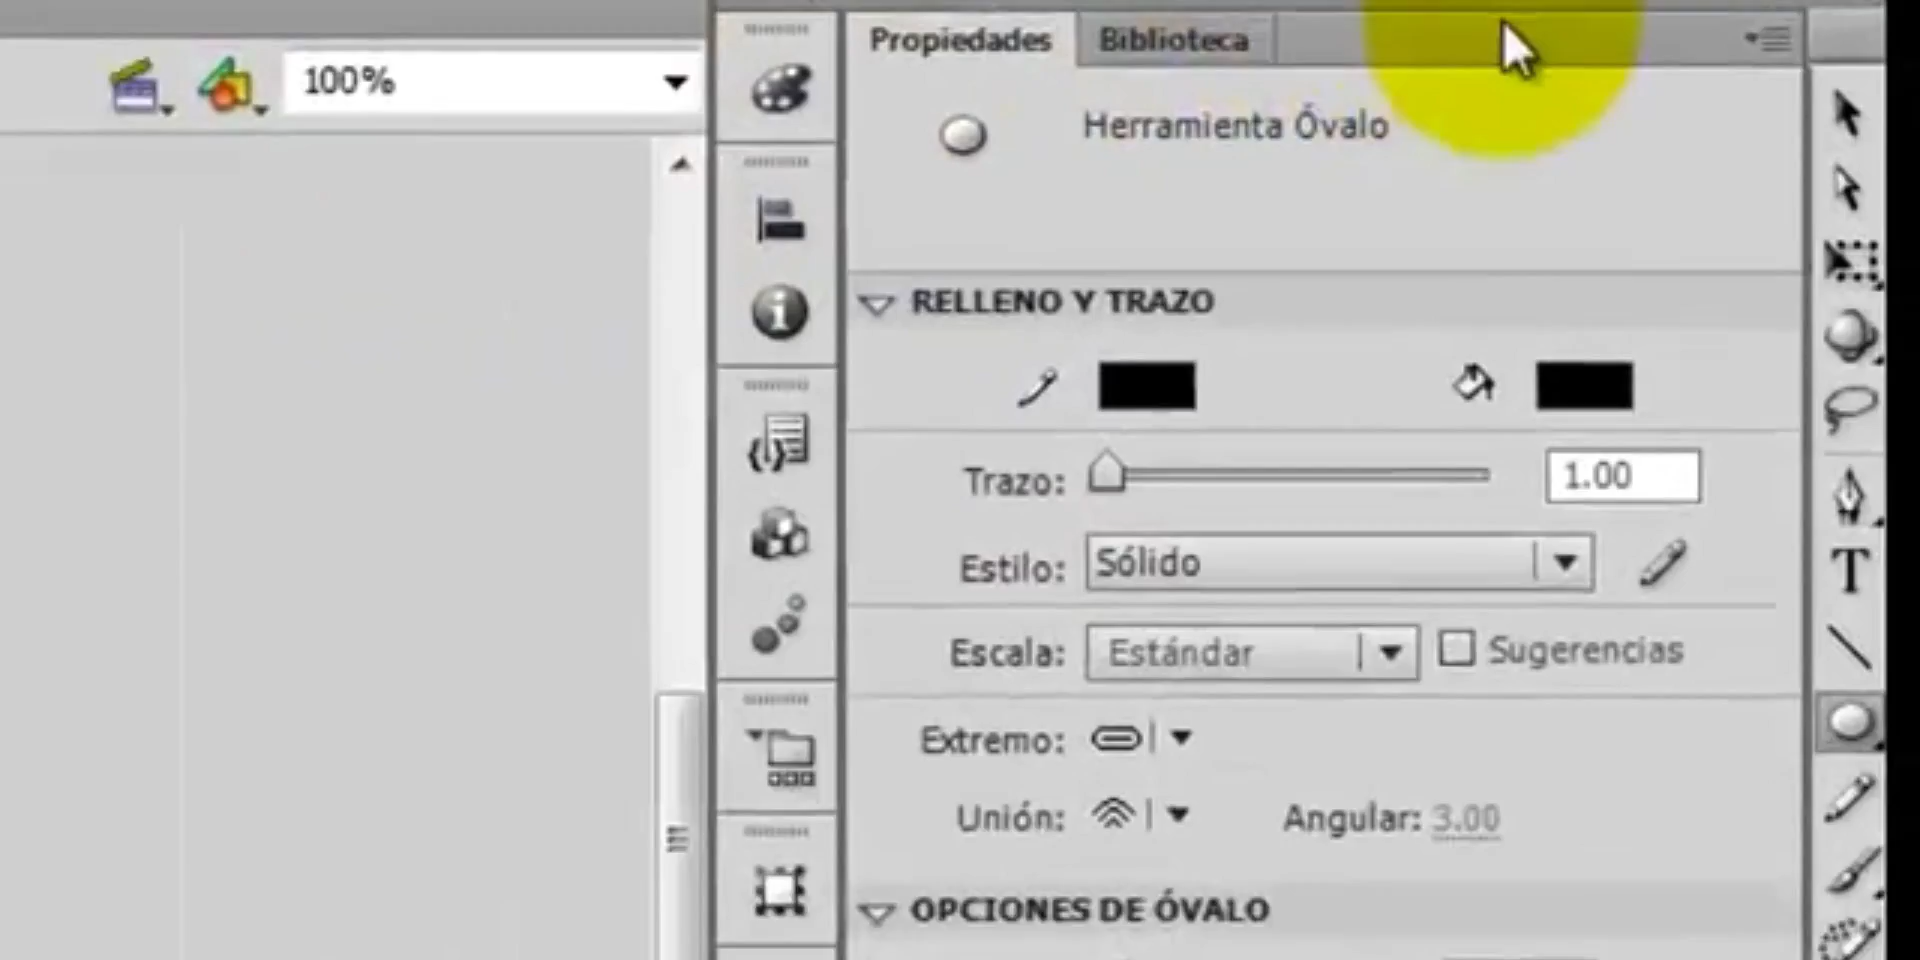 100%
Propiedades
Biblioteca
Herramienta Óvalo
RELLENO Y TRAZO
Trazo:
1.00
Estilo:
Sólido
Escala:
Estándar
Sugerencias
Extremo:
Unión:
Angular: 3.00
OPCIONES DE ÓVALO